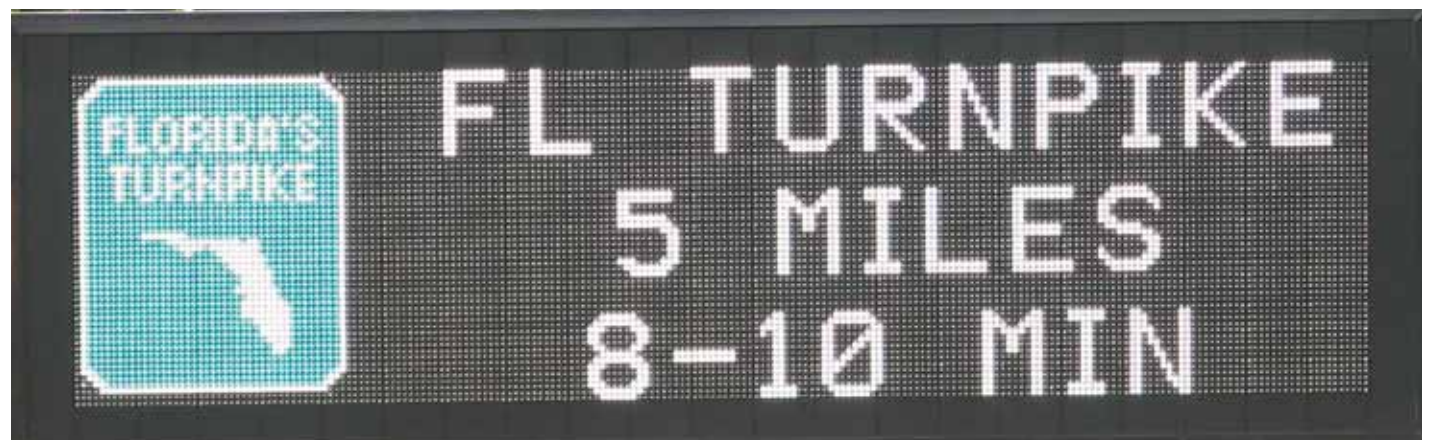 FLORIDA'S
TURNPIKE
FL TURNPIKE
5 MILES
8-10 MIN